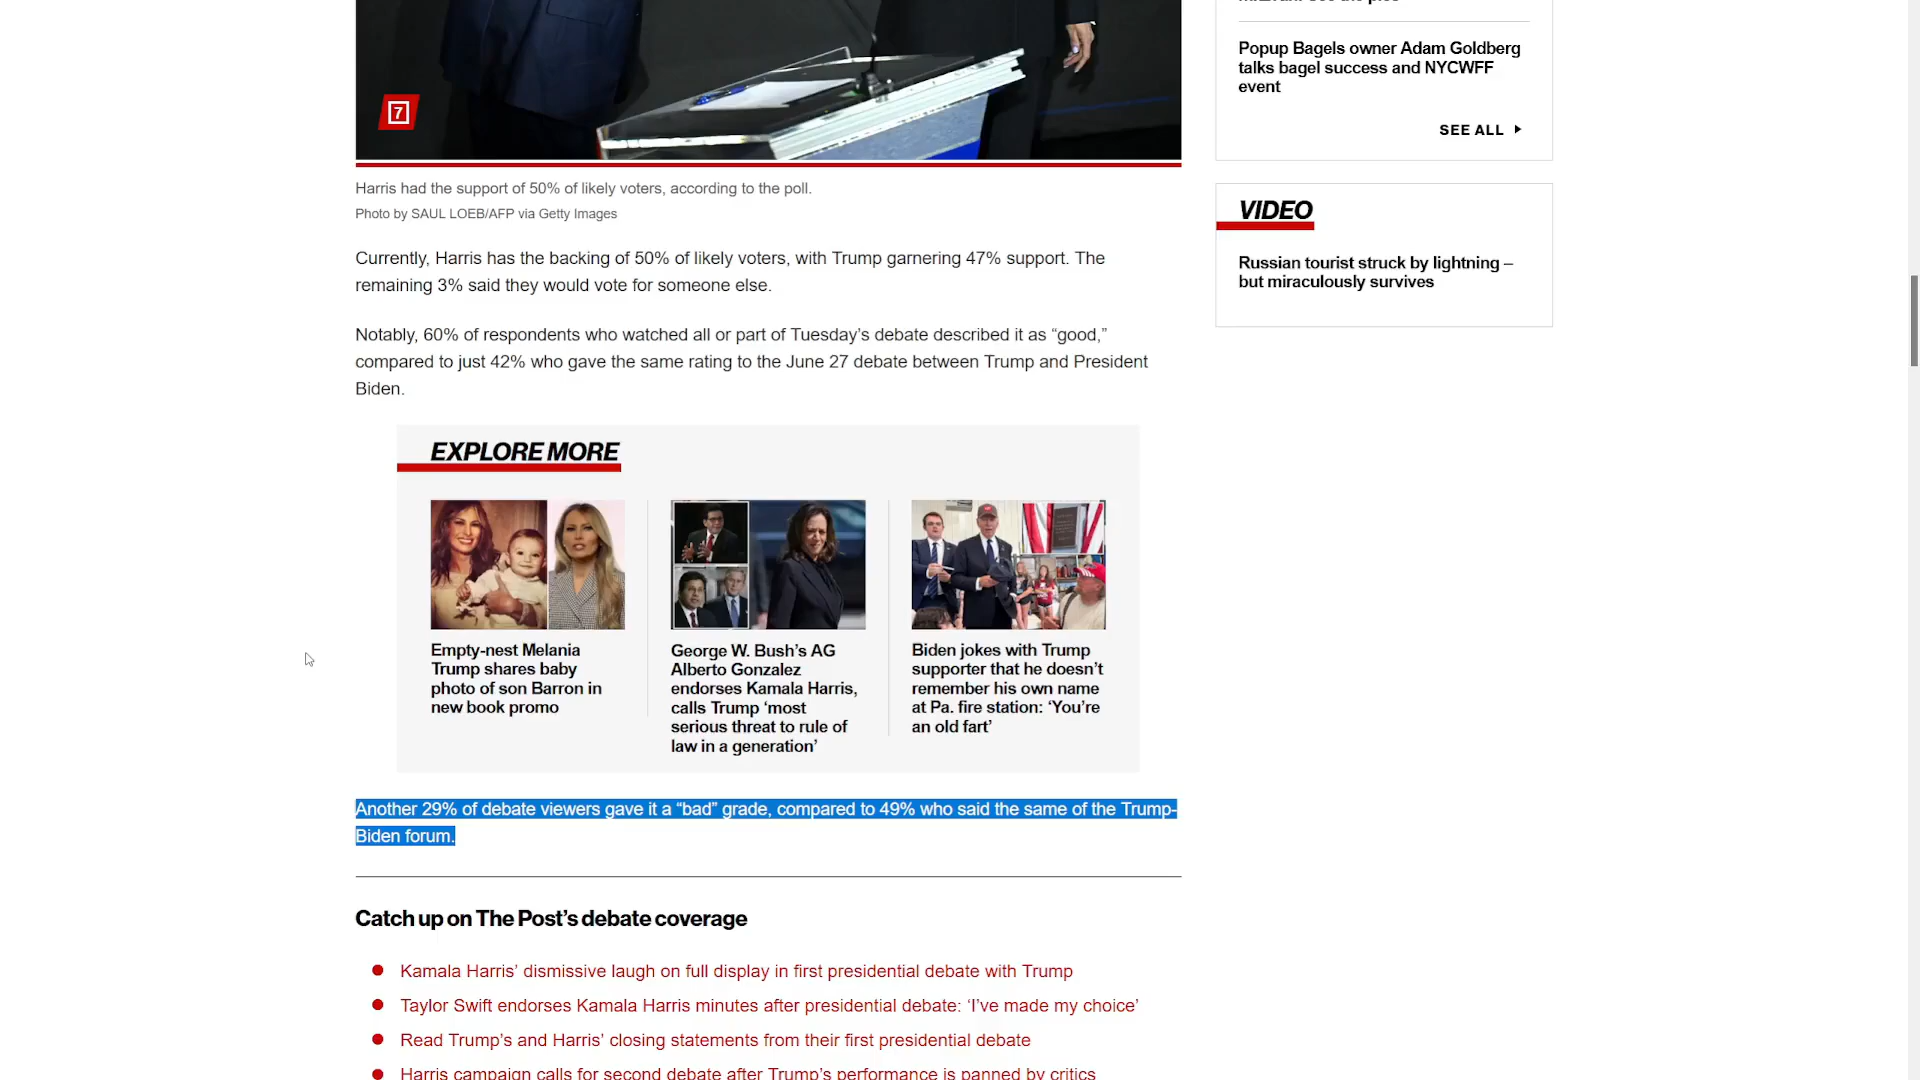 7
Harris had the support of 50% of likely voters, according to the poll.
Photo by SAUL LOEB/AFP via Getty Images
Currently, Harris has the backing of 50% of likely voters, with Trump garnering 47% support. The
remaining 3% said they would vote for someone else.
Notably, 60% of respondents who watched all or part of Tuesday’s debate described it as “good,”
compared to just 42% who gave the same rating to the June 27 debate between Trump and President
Biden.
EXPLORE MORE
Empty-nest Melania
Trump shares baby
photo of son Barron in
new book promo
George W. Bush’s AG
Alberto Gonzalez
endorses Kamala Harris,
calls Trump ‘most
serious threat to rule of
law in a generation’
Biden jokes with Trump
supporter that he doesn’t
remember his own name
at Pa. fire station: ‘You’re
an old fart’
Another 29% of debate viewers gave it a “bad” grade, compared to 49% who said the same of the Trump-
Biden forum.
Catch up on The Post’s debate coverage
Kamala Harris’ dismissive laugh on full display in first presidential debate with Trump
Taylor Swift endorses Kamala Harris minutes after presidential debate: ‘I’ve made my choice’
Read Trump’s and Harris’ closing statements from their first presidential debate
Harris campaign calls for second debate after Trump’s performance is panned by critics
Popup Bagels owner Adam Goldberg
talks bagel success and NYCWFF
event
SEE ALL
VIDEO
Russian tourist struck by lightning –
but miraculously survives